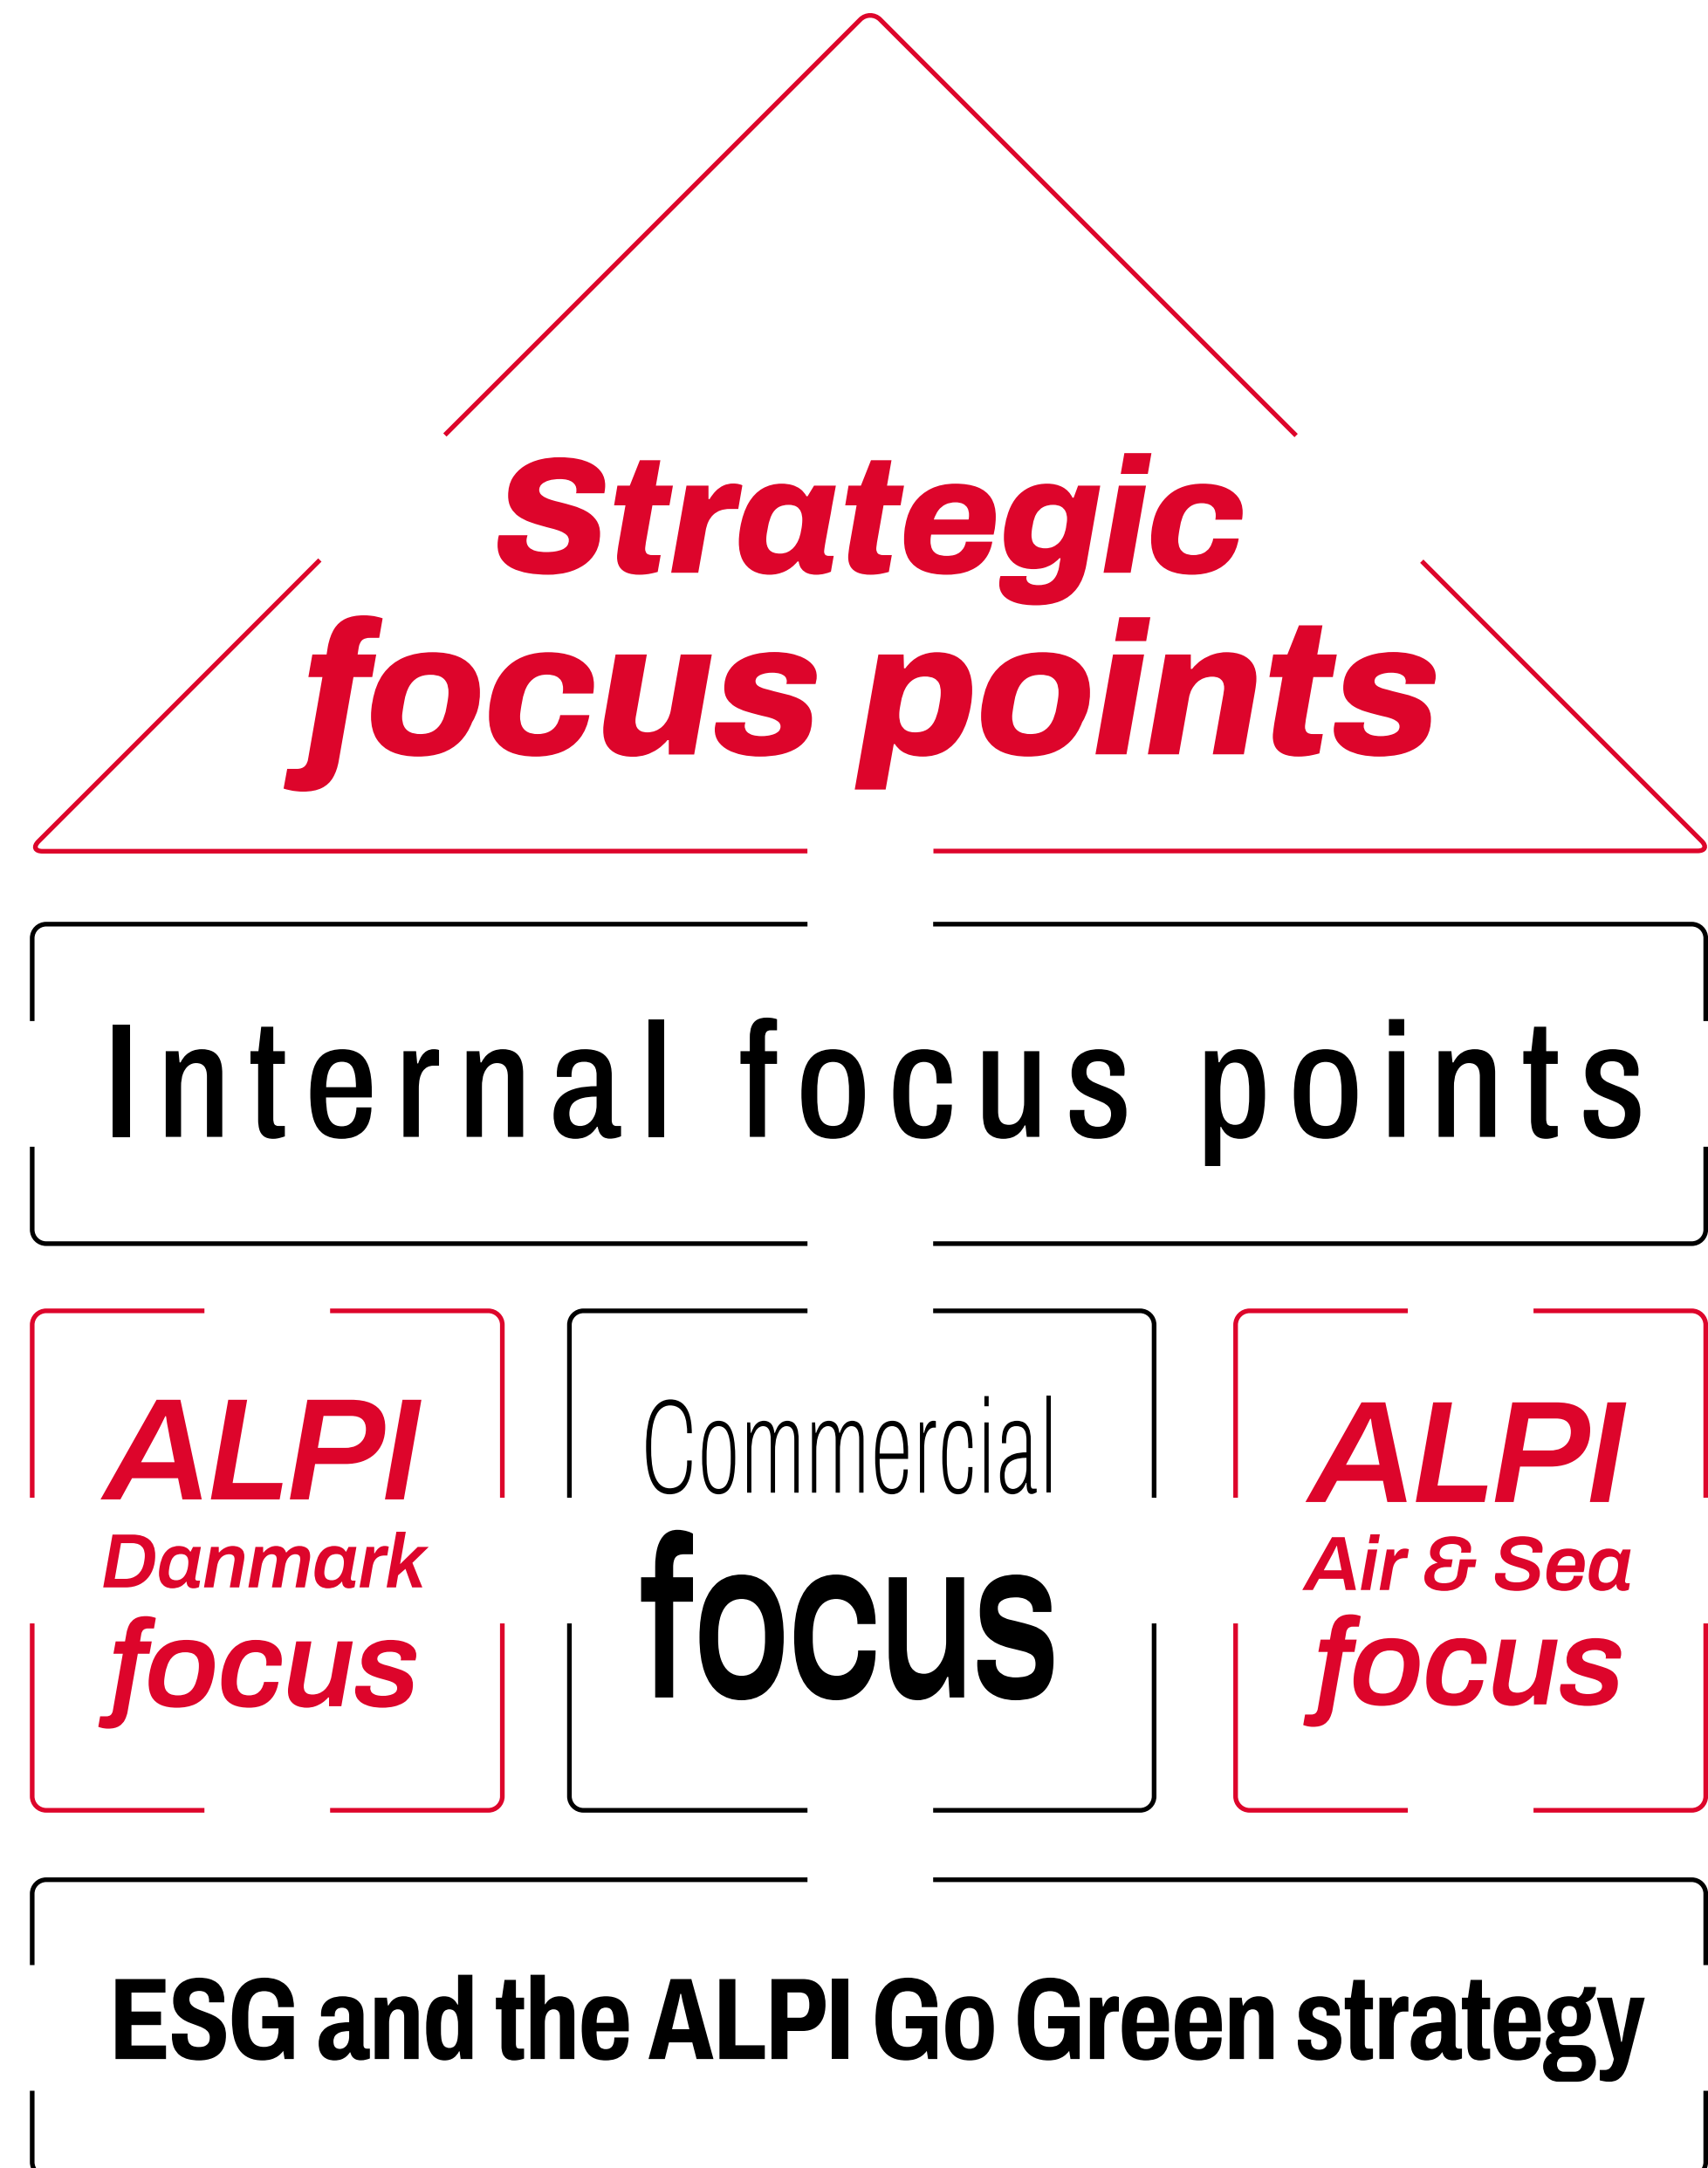 Strategic
focus points
Internal focus points
ALPI
Danmark
focus
Commercial
focus
ALPI
Air & Sea
focus
ESG and the ALPI Go Green strategy